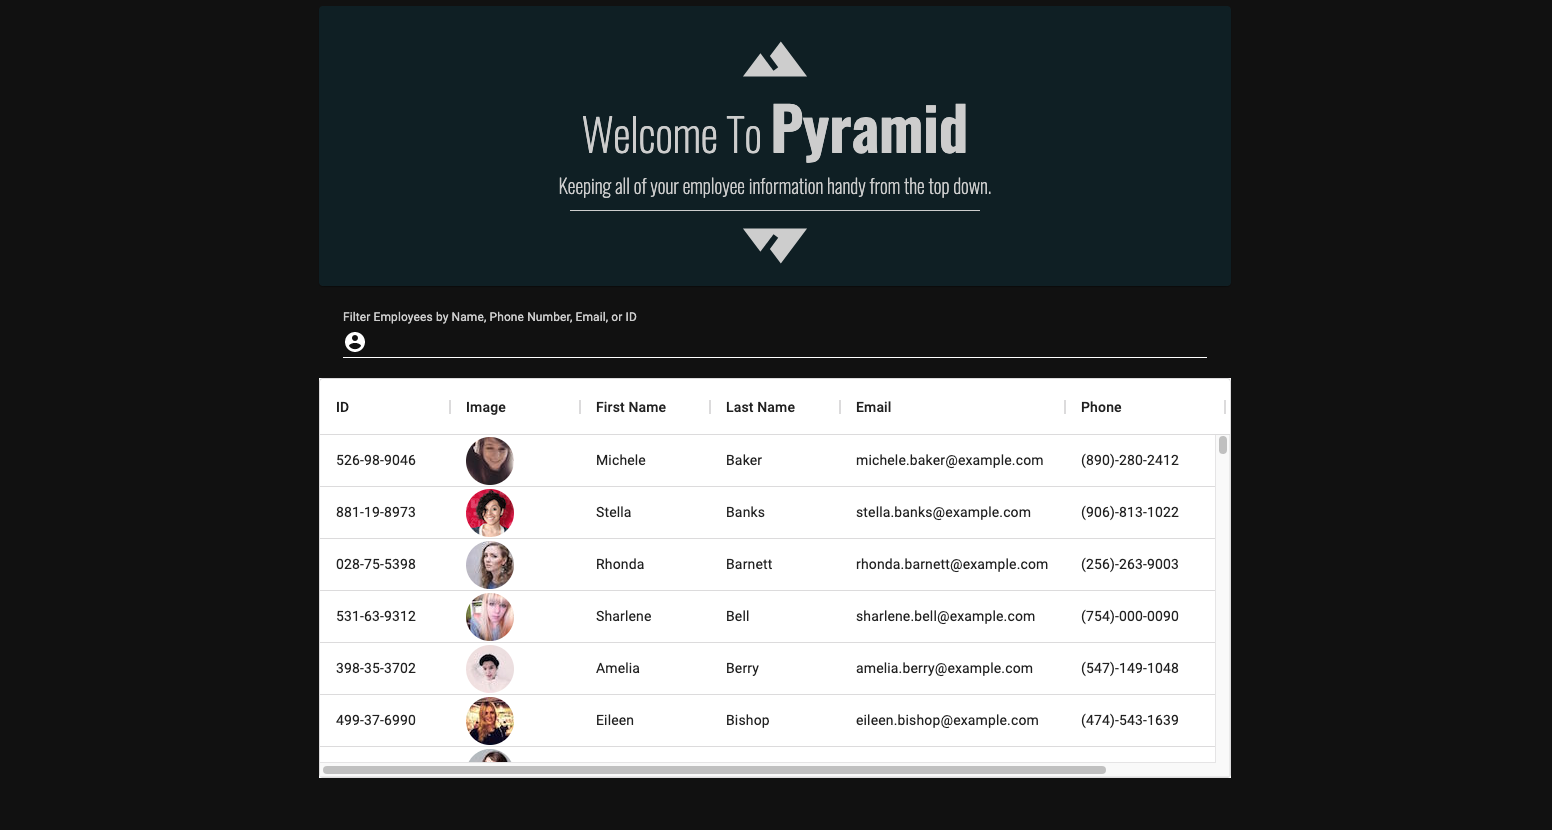 Welcome To Pyramid
Keeping all of your employee information handy from the top down.
Filter Employees by Name, Phone Number, Email, or ID
ID Image First Name Last Name Email Phone
526-98-9046 Michele Baker michele.baker@example.com (890)-280-2412
881-19-8973 Stella Banks stella.banks@example.com (906)-813-1022
028-75-5398 Rhonda Barnett rhonda.barnett@example.com (256)-263-9003
531-63-9312 Sharlene Bell sharlene.bell@example.com (754)-000-0090
398-35-3702 Amelia Berry amelia.berry@example.com (547)-149-1048
499-37-6990 Eileen Bishop eileen.bishop@example.com (474)-543-1639